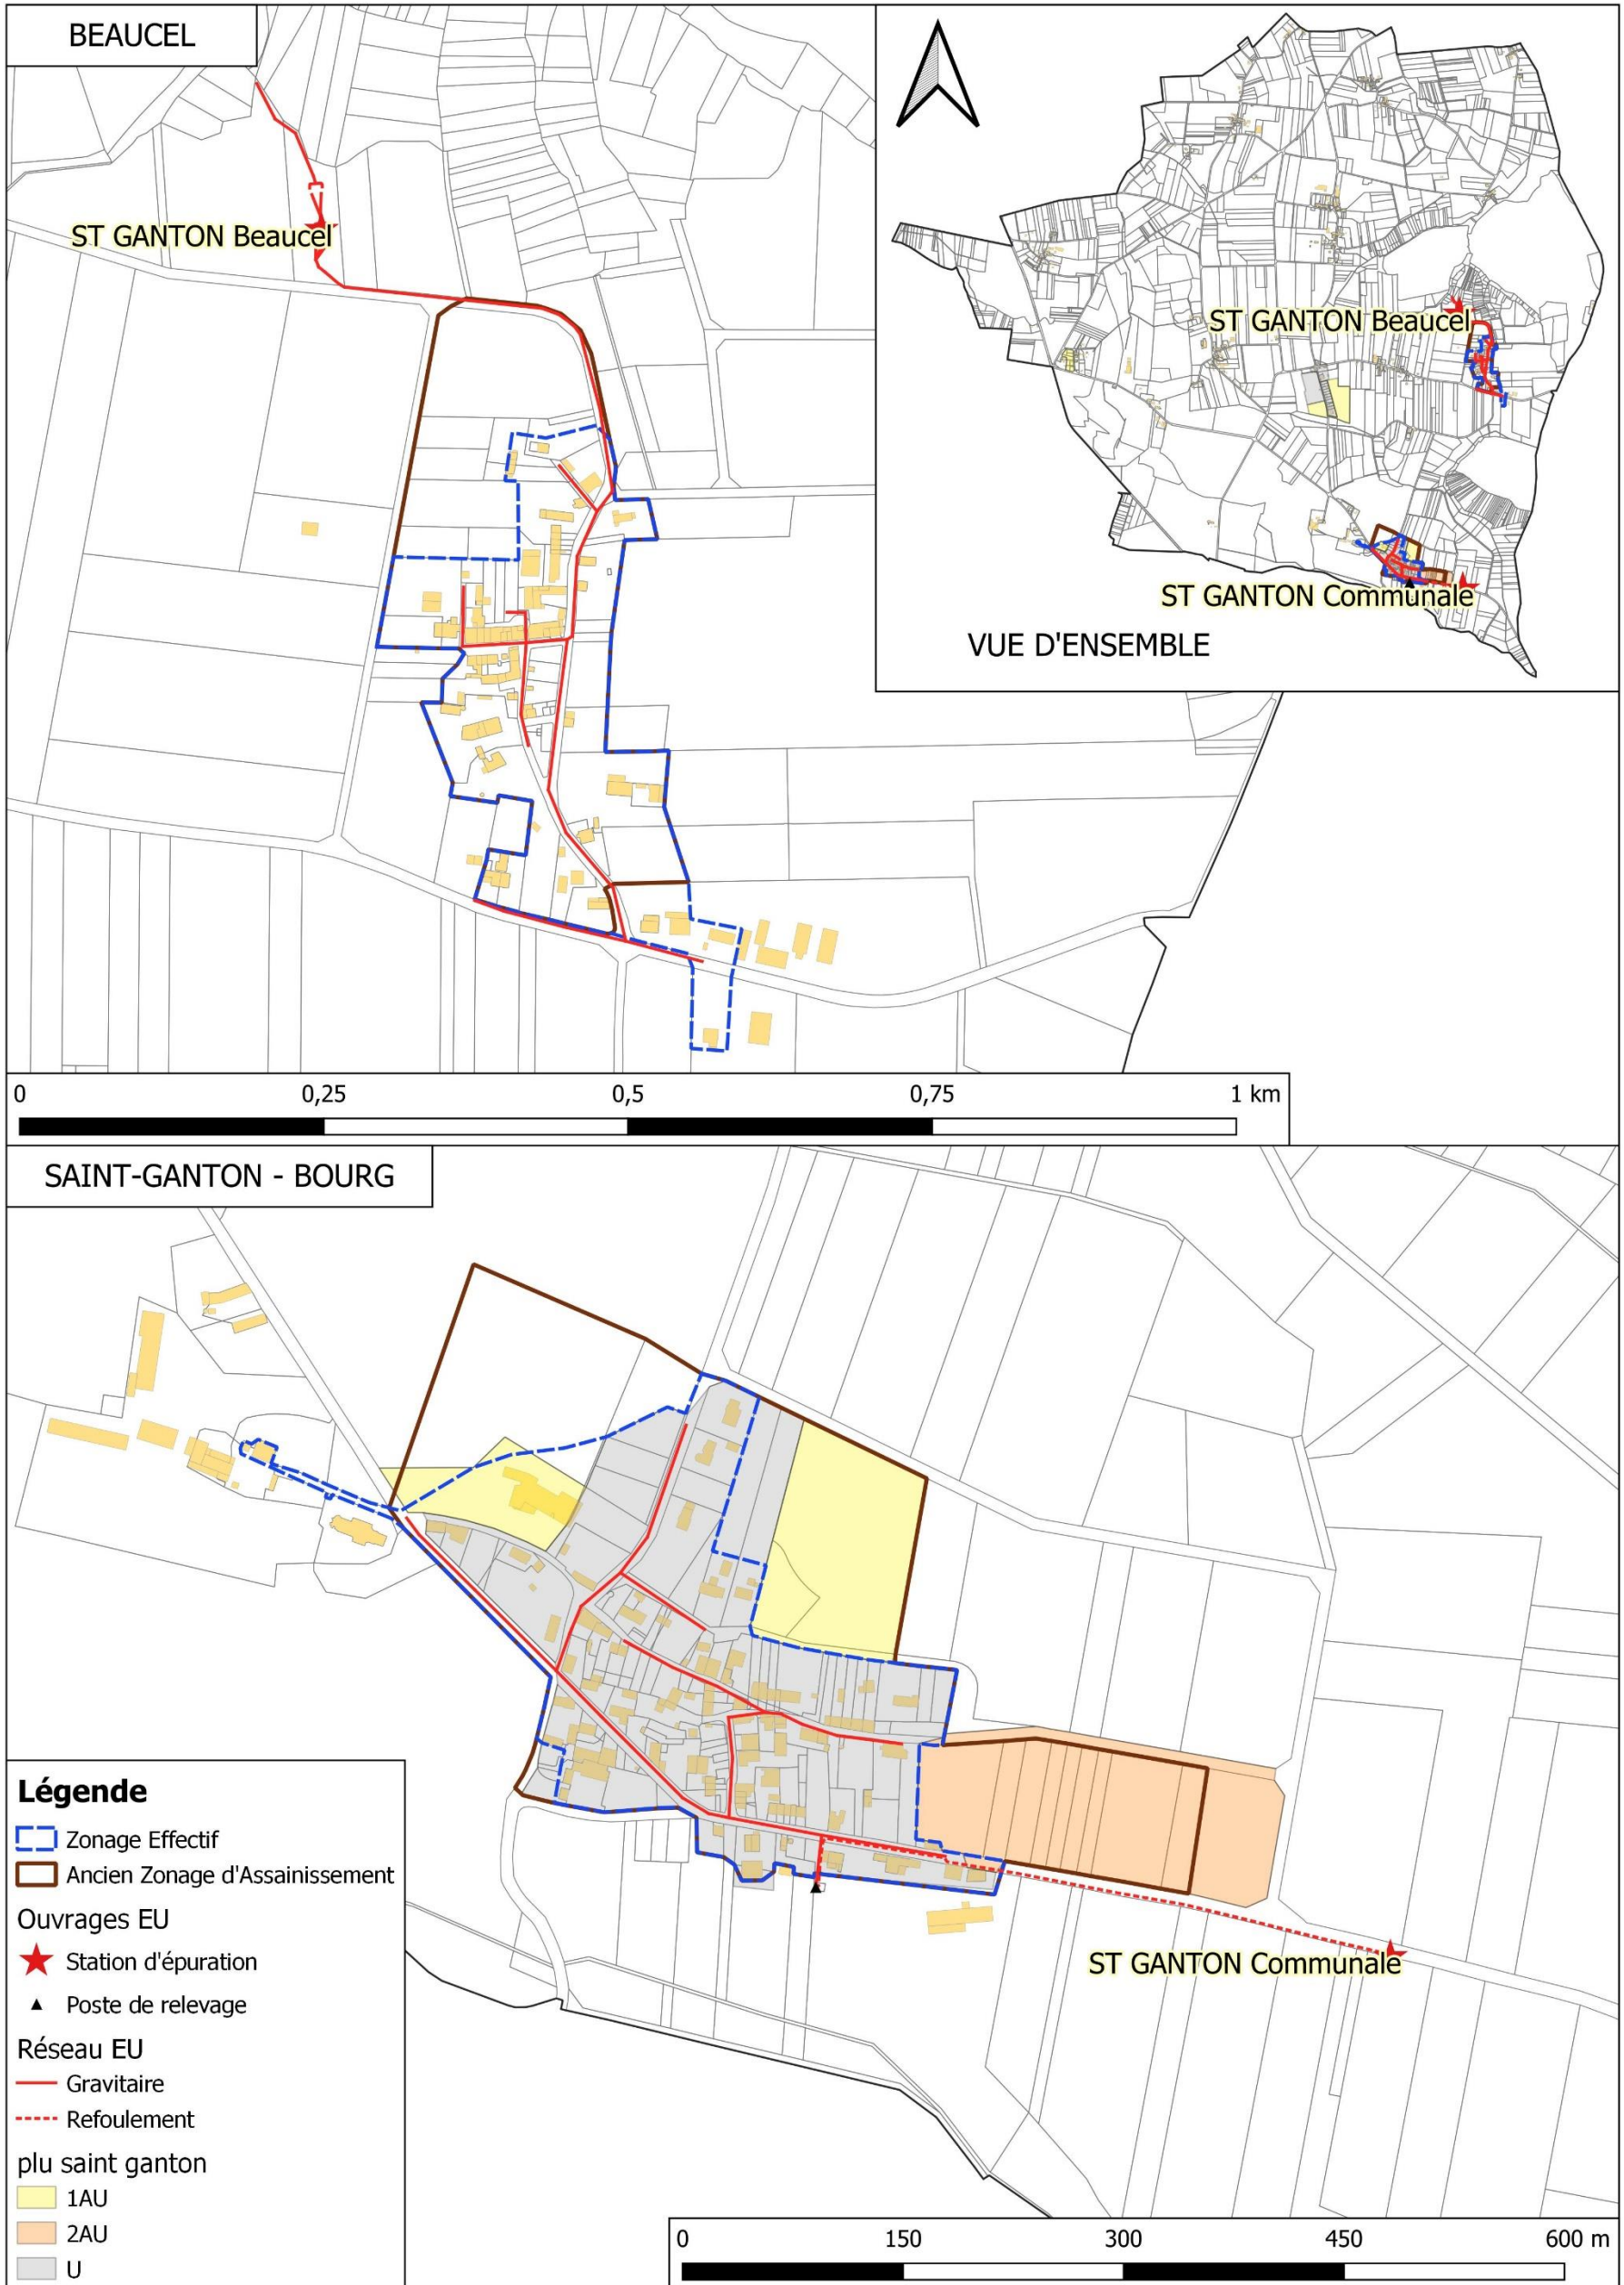 BEAUCEL
ST GANTON Beaucel
ST GANTON Beaucel
ST GANTON Communale
VUE D'ENSEMBLE
0 0,25 0,5 0,75 1 km
SAINT-GANTON - BOURG
ST GANTON Communale
Légende
Zonage Effectif
Ancien Zonage d'Assainissement
Ouvrages EU
Station d'épuration
Poste de relevage
Réseau EU
Gravitaire
Refoulement
plu saint ganton
1AU
2AU
U
0 150 300 450 600 m